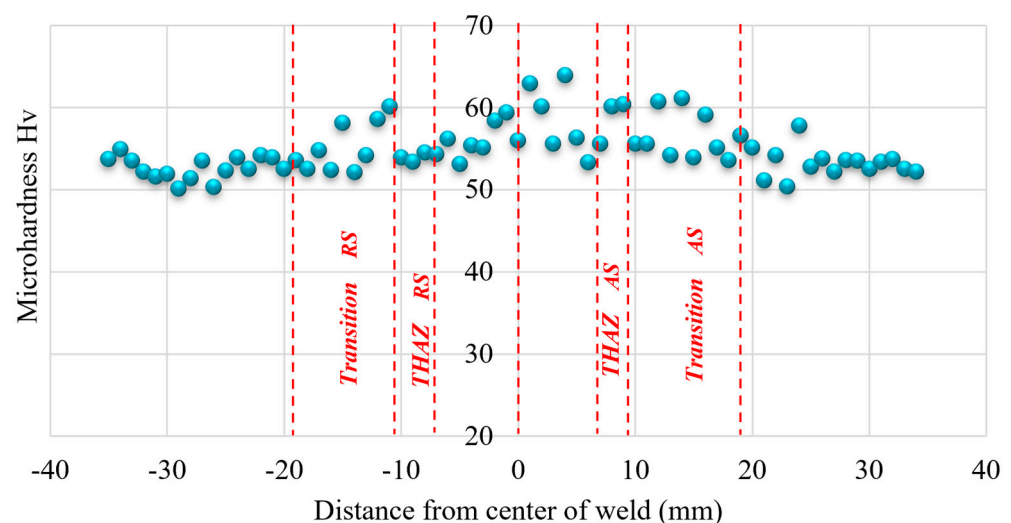 70
60
50
40
30
20
-40
-30
-20
-10
0
10
20
30
40
Microhardness Hv
Distance from center of weld (mm)
Transition RS
THAZ RS
THAZ AS
Transition AS